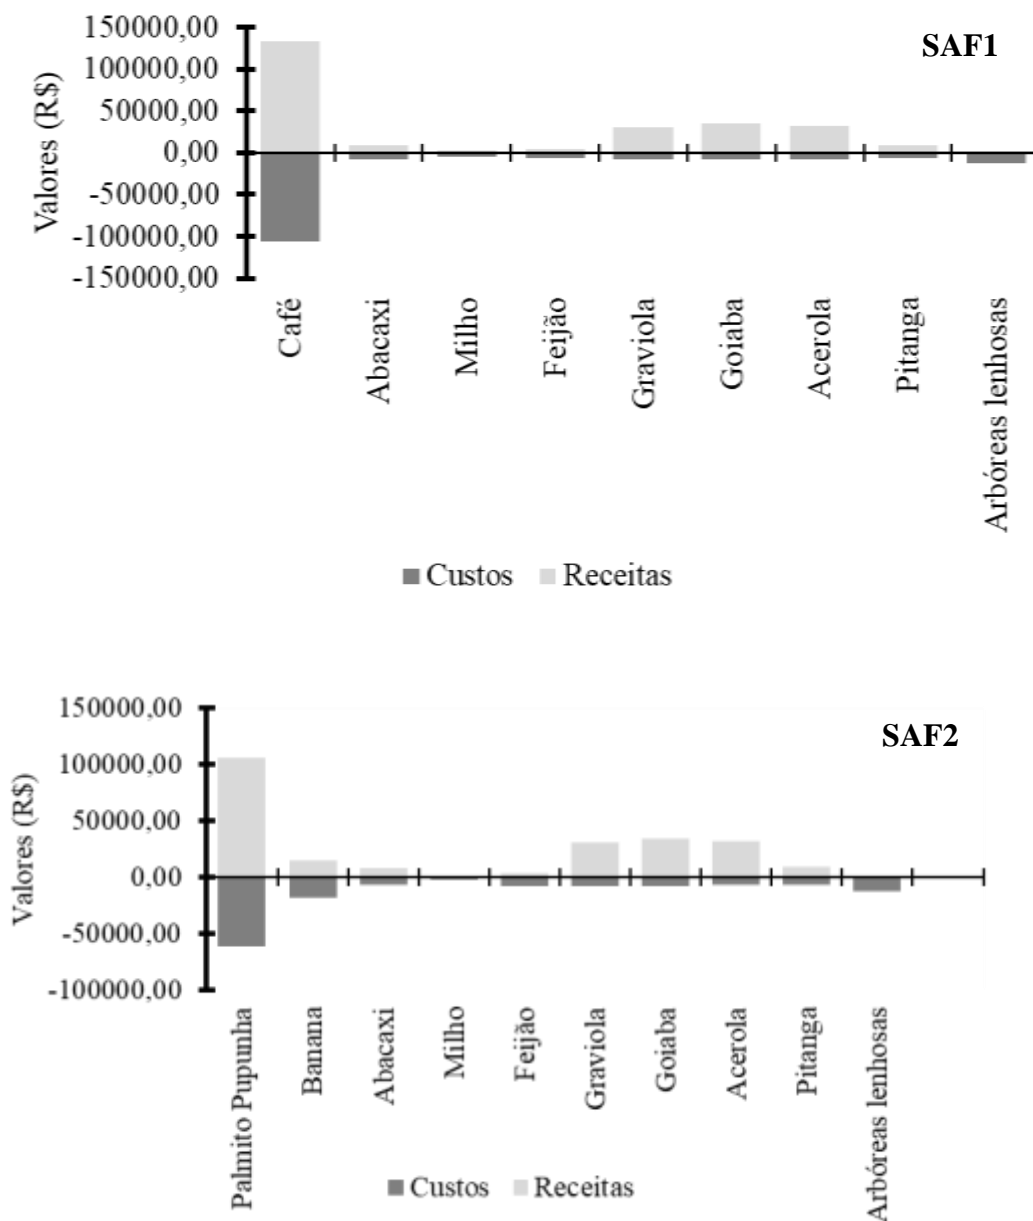 SAF1
Valores (R$)
150000,00
100000,00
50000,00
0,00
-50000,00
-100000,00
-150000,00
Café
Abacaxi
Milho
Feijão
Graviola
Goiaba
Acerola
Pitanga
Arbóreas lenhosas
Custos Receitas
SAF2
Valores (R$)
150000,00
100000,00
50000,00
0,00
-50000,00
-100000,00
Palmito Pupunha
Banana
Abacaxi
Milho
Feijão
Graviola
Goiaba
Acerola
Pitanga
Arbóreas lenhosas
Custos Receitas